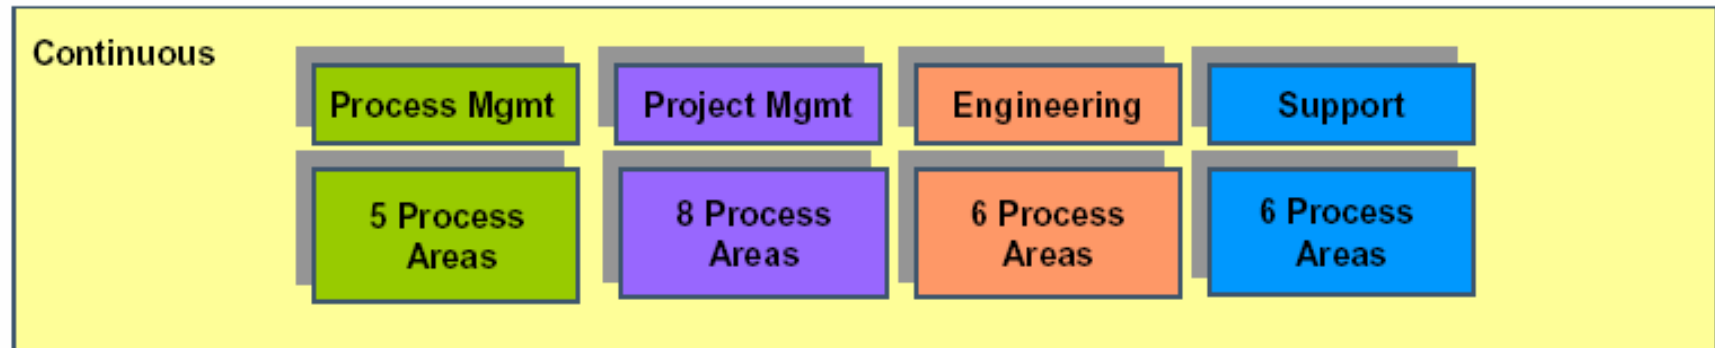 Continuous
Process Mgmt
Project Mgmt
Engineering
Support
5 Process
Areas
8 Process
Areas
6 Process
Areas
6 Process
Areas